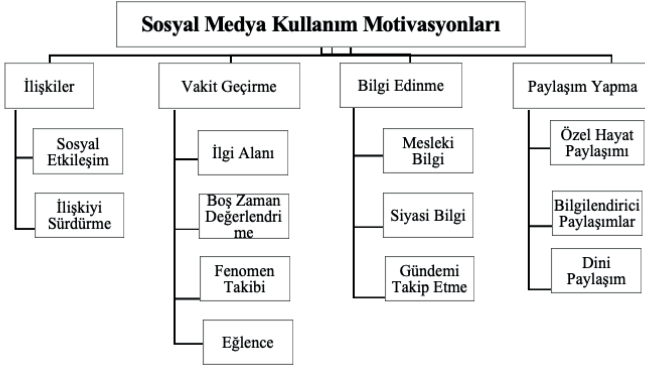 Sosyal Medya Kullanım Motivasyonları
İlişkiler
Sosyal
Etkileşim
İlişkiyi
Sürdürme
Vakit Geçirme
İlgi Alanı
Boş Zaman
Değerlendri
me
Fenomen
Takibi
Eğlence
Bilgi Edinme
Mesleki
Bilgi
Siyasi Bilgi
Gündemi
Takip Etme
Paylaşım Yapma
Özel Hayat
Paylaşımı
Bilgilendirici
Paylaşımlar
Dini
Paylaşım